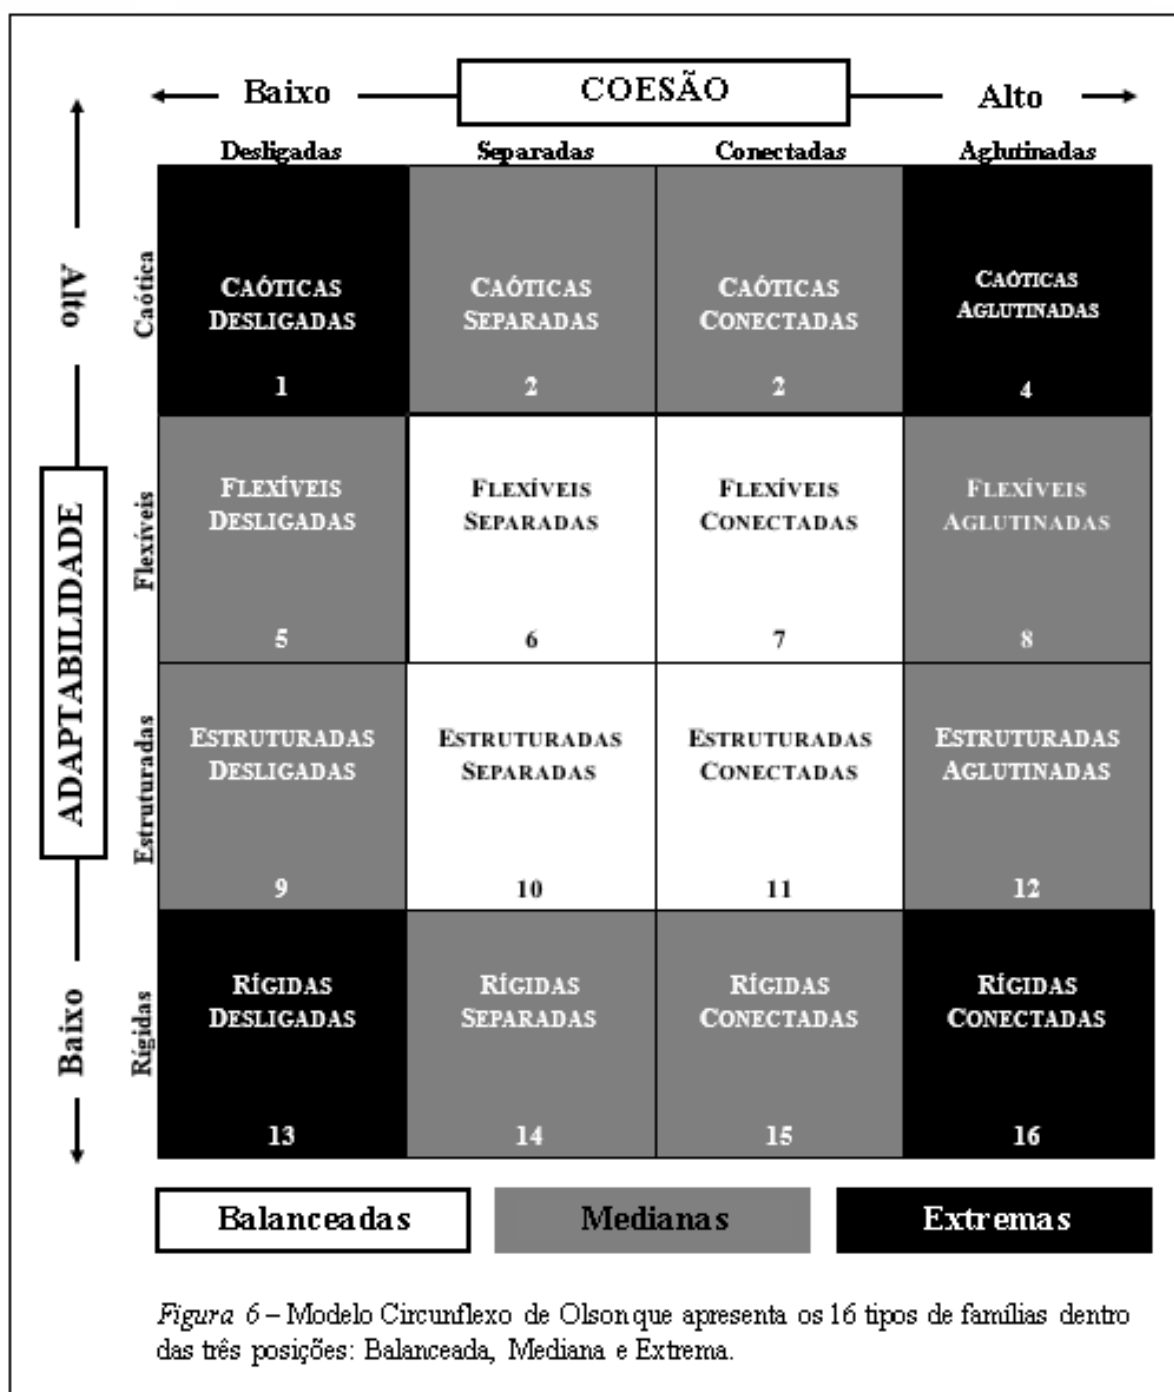 Baixo
COESÃO
Alto
Desligadas Separadas Conectadas Aglutinadas
Alto
ADAPTABILIDADE
Baixo
Caótica
CAÓTICAS
DESLIGADAS
1
CAÓTICAS
SEPARADAS
2
CAÓTICAS
CONECTADAS
2
CAÓTICAS
AGLUTINADAS
4
Flexíveis
FLEXÍVEIS
DESLIGADAS
5
FLEXÍVEIS
SEPARADAS
6
FLEXÍVEIS
CONECTADAS
7
FLEXÍVEIS
AGLUTINADAS
8
Estruturadas
ESTRUTURADAS
DESLIGADAS
9
ESTRUTURADAS
SEPARADAS
10
ESTRUTURADAS
CONECTADAS
11
ESTRUTURADAS
AGLUTINADAS
12
Rígidas
RÍGIDAS
DESLIGADAS
13
RÍGIDAS
SEPARADAS
14
RÍGIDAS
CONECTADAS
15
RÍGIDAS
CONECTADAS
16
Balanceadas
Medianas
Extremas
Figura 6 – Modelo Circunflexo de Olson que apresenta os 16 tipos de famílias dentro
das três posições: Balanceada, Mediana e Extrema.